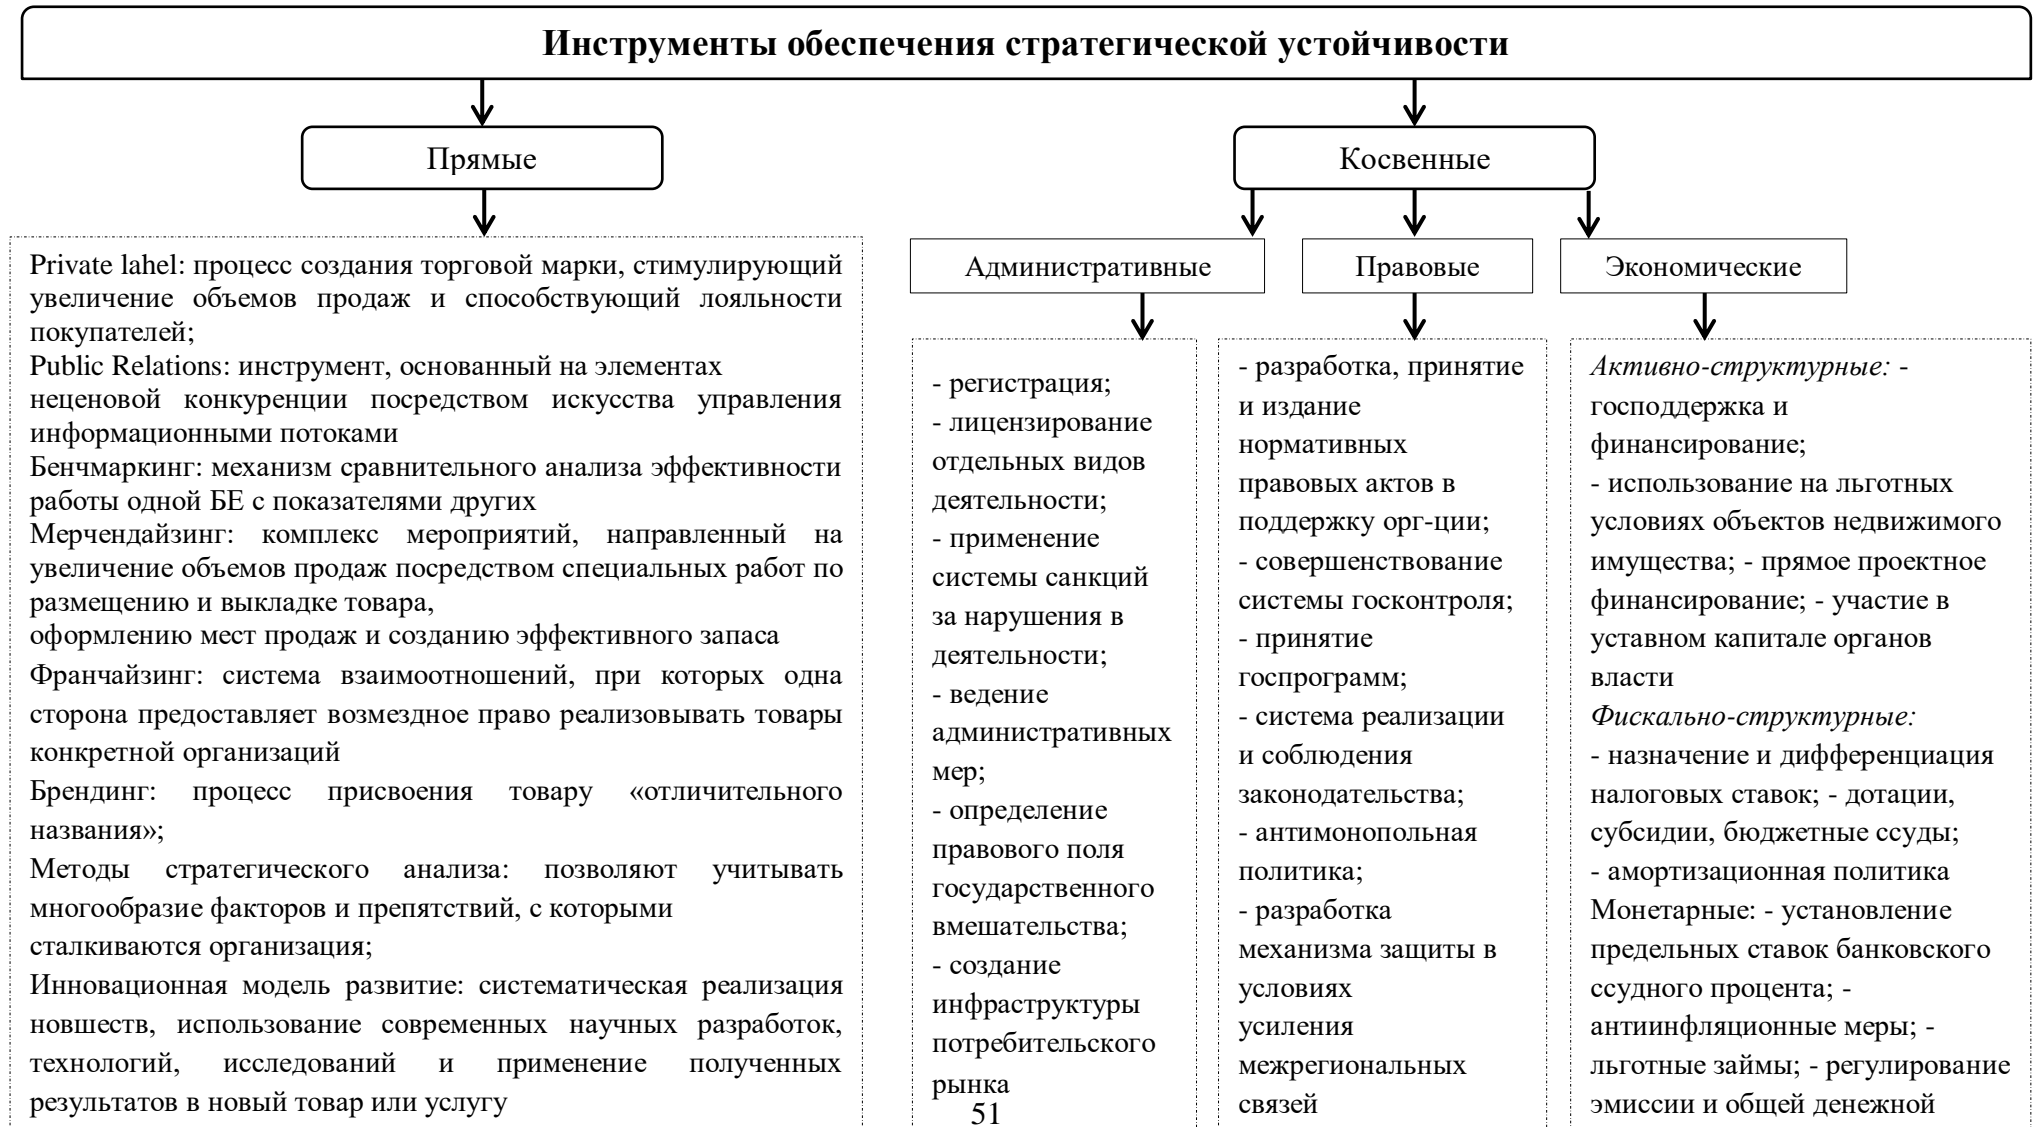 Инструменты обеспечения стратегической устойчивости
Прямые
Косвенные
Private lahel: процесс создания торговой марки, стимулирующий
увеличение объемов продаж и способствующий лояльности
покупателей;
Public Relations: инструмент, основанный на элементах
неценовой конкуренции посредством искусства управления
информационными потоками
Бенчмаркинг: механизм сравнительного анализа эффективности
работы одной БЕ с показателями других
Мерчендайзинг: комплекс мероприятий, направленный на
увеличение объемов продаж посредством специальных работ по
размещению и выкладке товара,
оформлению мест продаж и созданию эффективного запаса
Франчайзинг: система взаимоотношений, при которых одна
сторона предоставляет возмездное право реализовывать товары
конкретной организаций
Брендинг: процесс присвоения товару «отличительного
названия»;
Методы стратегического анализа: позволяют учитывать
многообразие факторов и препятствий, с которыми
сталкиваются организация;
Инновационная модель развитие: систематическая реализация
новшеств, использование современных научных разработок,
технологий, исследований и применение полученных
результатов в новый товар или услугу
Административные
- регистрация;
- лицензирование
отдельных видов
деятельности;
- применение
системы санкций
за нарушения в
деятельности;
- ведение
административных
мер;
- определение
правового поля
государственного
вмешательства;
- создание
инфраструктуры
потребительского
рынка
Правовые
- разработка, принятие
и издание
нормативных
правовых актов в
поддержку орг-ции;
- совершенствование
системы госконтроля;
- принятие
госпрограмм;
- система реализации
и соблюдения
законодательства;
- антимонопольная
политика;
- разработка
механизма защиты в
условиях
усиления
межрегиональных
связей
Экономические
Активно-структурные: -
господдержка и
финансирование;
- использование на льготных
условиях объектов недвижимого
имущества; - прямое проектное
финансирование; - участие в
уставном капитале органов
власти
Фискально-структурные:
- назначение и дифференциация
налоговых ставок; - дотации,
субсидии, бюджетные ссуды;
- амортизационная политика
Монетарные: - установление
предельных ставок банковского
ссудного процента; -
антиинфляционные меры; -
льготные займы; - регулирование
эмиссии и общей денежной
51